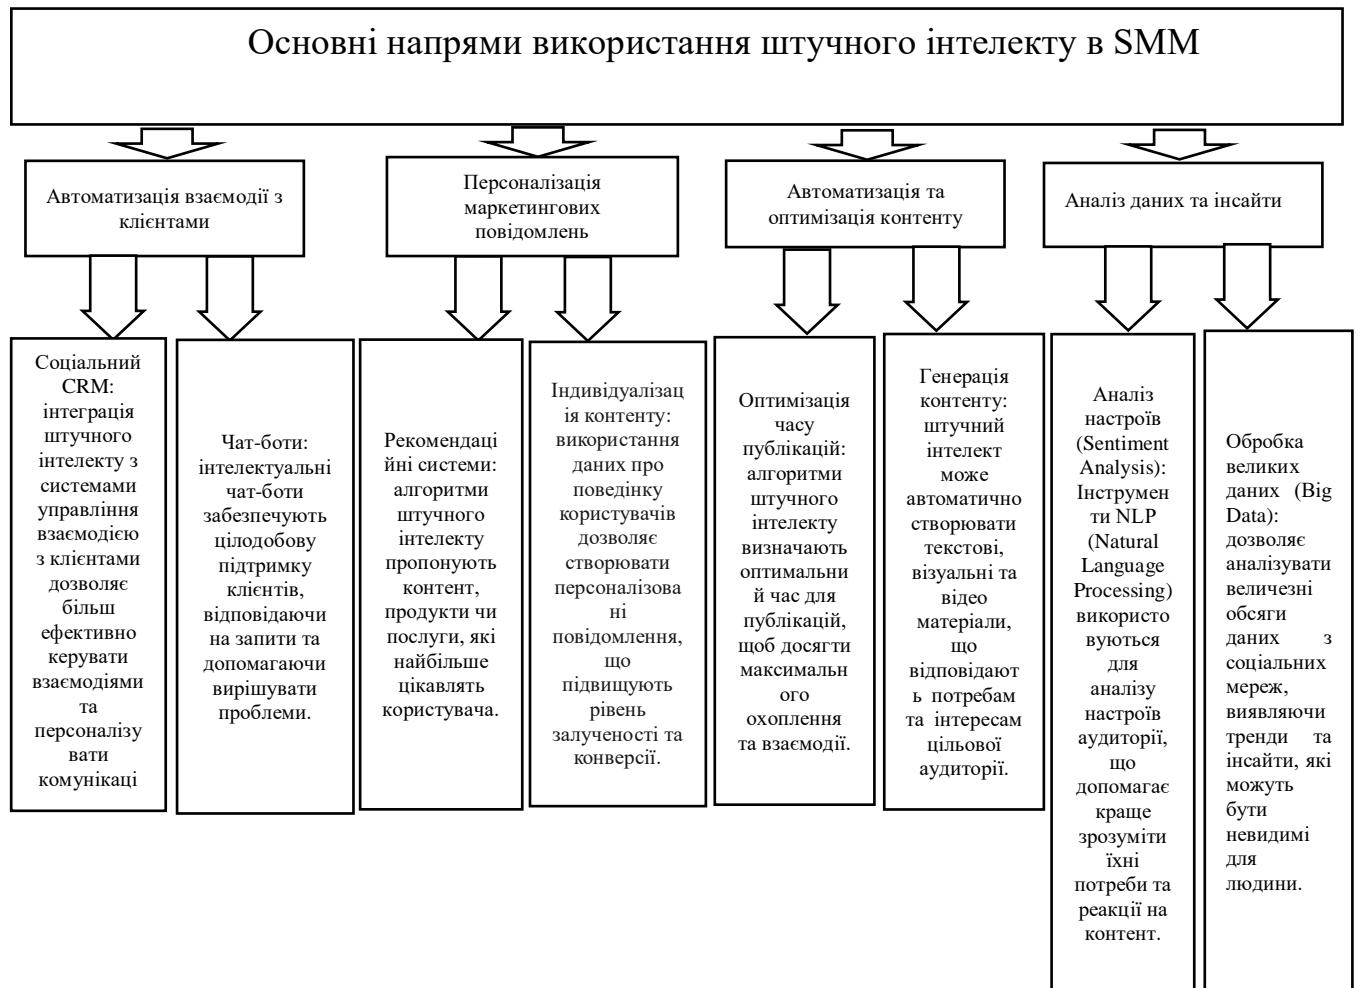 Основні напрями використання штучного інтелекту в SMM
Автоматизація взаємодії з
клієнтами
Персоналізація
маркетингових
повідомлень
Автоматизація та
оптимізація контенту
Аналіз даних та інсайти
Соціальний
CRM:
інтеграція
штучного
інтелекту з
системами
управління
взаємодією
з клієнтами
дозволяє
більш
ефективно
керувати
взаємодіями
та
персоналізу
вати
комунікаці
Чат-боти:
інтелектуальні
чат-боти
забезпечують
цілодобову
підтримку
клієнтів,
відповідаючи
на запити та
допомагаючи
вирішувати
проблеми.
Рекомендаці
йні системи:
алгоритми
штучного
інтелекту
пропонують
контент,
продукти чи
послуги, які
найбільше
цікавлять
користувача.
Індивідуалізац
ія контенту:
використання
даних про
поведінку
користувачів
дозволяє
створювати
персоналізова
ні
повідомлення,
що
підвищують
рівень
залученості та
конверсії.
Оптимізація
часу
публікацій:
алгоритми
штучного
інтелекту
визначають
оптимальни
й час для
публікацій,
щоб досягти
максимальн
ого
охоплення
та взаємодії.
Генерація
контенту:
штучний
інтелект
може
автоматично
створювати
текстові,
візуальні та
відео
матеріали,
що
відповідают
ь потребам
та інтересам
цільової
аудиторії.
Аналіз
настроїв
(Sentiment
Analysis):
Інструмен
ти NLP
(Natural
Language
Processing)
використо
вуються
для
аналізу
настроїв
аудиторії,
що
допомагає
краще
зрозуміти
їхні
потреби та
реакції на
контент.
Обробка
великих
даних (Big
Data):
дозволяє
аналізувати
величезні
обсяги
даних з
соціальних
мереж,
виявляючи
тренди та
інсайти, які
можуть
бути
невидимі
для
людини.